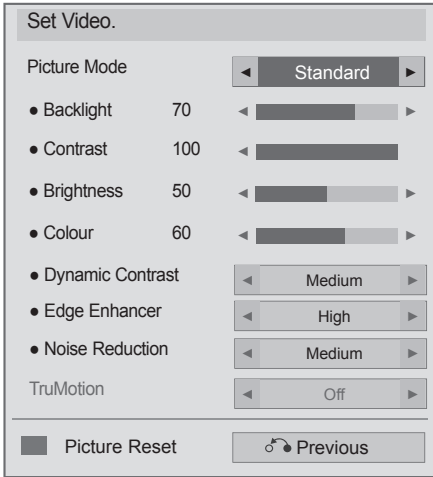 Set Video.
Picture Mode ◄ Standard ►
● Backlight 70 ◄ ►
● Contrast 100 ◄
● Brightness 50 ◄ ►
● Colour 60 ◄ ►
● Dynamic Contrast ◄ Medium ►
● Edge Enhancer ◄ High ►
● Noise Reduction ◄ Medium ►
TruMotion ◄ Off ►
Picture Reset Previous